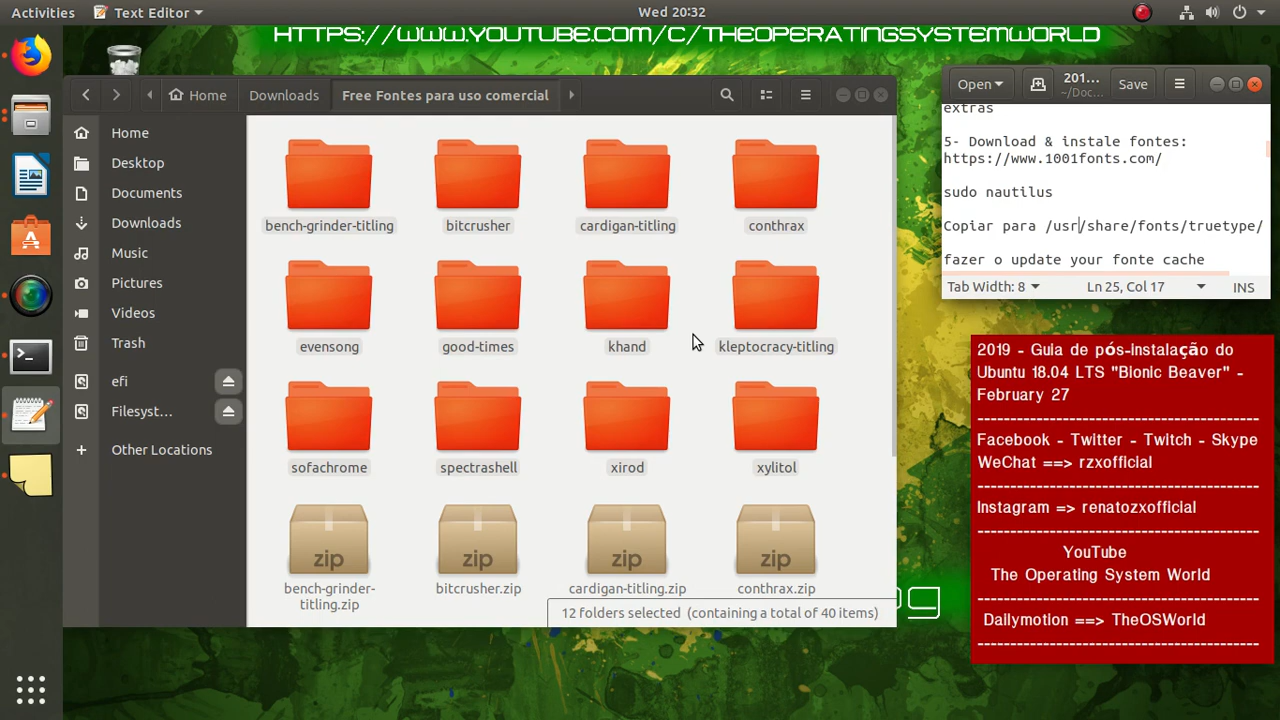 Activities
Text Editor
Wed 20:32
HTTPS://WWW.YOUTUBE.COM/C/THEOPERATINGSYSTEMWORLD
Home
Downloads
Free Fontes para uso comercial
Home
Desktop
Documents
Downloads
Music
Pictures
Videos
Trash
efi
Filesyst...
Other Locations
bench-grinder-titling
bitcrusher
cardigan-titling
conthrax
evensong
good-times
khand
kleptocracy-titling
sofachrome
spectrashell
xirod
xylitol
zip
zip
zip
zip
bench-grinder-
titling.zip
bitcrusher.zip
cardigan-titling.zip
conthrax.zip
12 folders selected (containing a total of 40 items)
Open
201...
~/Doc...
Save
extras
5- Download & instale fontes:
https://www.1001fonts.com/
sudo nautilus
Copiar para /usr/share/fonts/truetype/
fazer o update your fonte cache
Tab Width: 8
Ln 25, Col 17
INS
2019 - Guia de pós-Instalação do
Ubuntu 18.04 LTS "Bionic Beaver" -
February 27
-------------------------------------------
Facebook - Twitter - Twitch - Skype
WeChat ==> rzxofficial
-------------------------------------------
Instagram => renatozxofficial
-------------------------------------------
YouTube
The Operating System World
-------------------------------------------
Dailymotion ==> TheOSWorld
-------------------------------------------